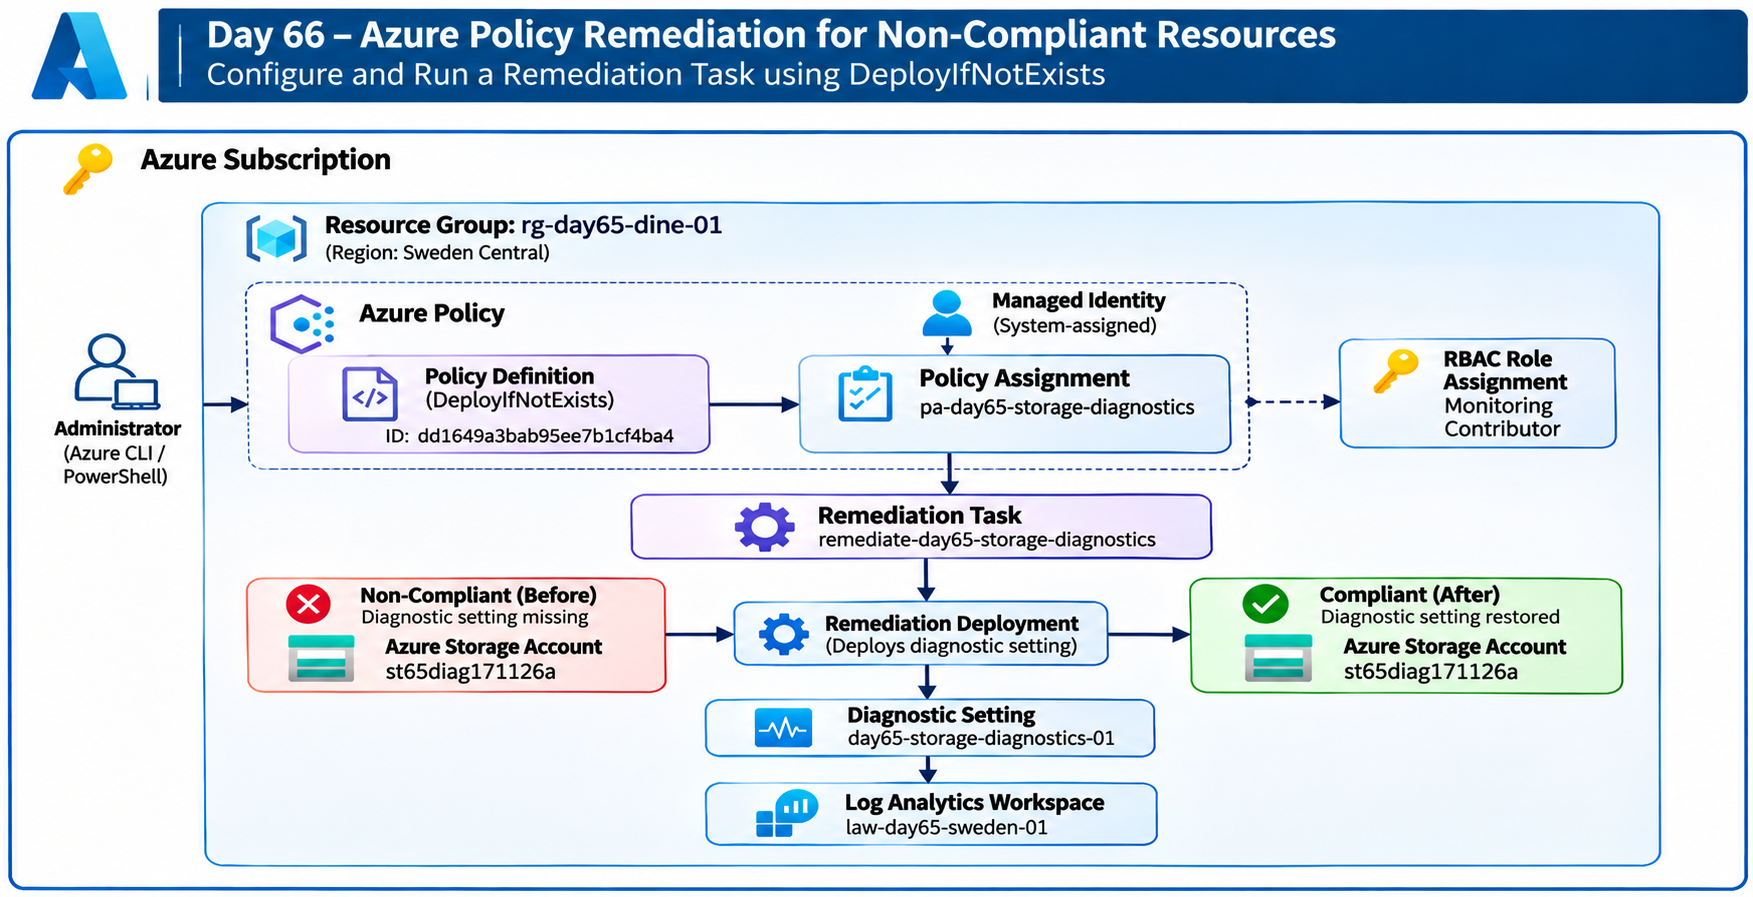 Day 66 – Azure Policy Remediation for Non-Compliant Resources
Configure and Run a Remediation Task using DeployIfNotExists
Azure Subscription
Resource Group: rg-day65-dine-01
(Region: Sweden Central)
Azure Policy
Managed Identity
(System-assigned)
Administrator
(Azure CLI /
PowerShell)
Policy Definition
(DeployIfNotExists)
ID: dd1649a3bab95ee7b1cf4ba4
Policy Assignment
pa-day65-storage-diagnostics
RBAC Role
Assignment
Monitoring
Contributor
Remediation Task
remediate-day65-storage-diagnostics
Non-Compliant (Before)
Diagnostic setting missing
Azure Storage Account
st65diag171126a
Remediation Deployment
(Deploys diagnostic setting)
Compliant (After)
Diagnostic setting restored
Azure Storage Account
st65diag171126a
Diagnostic Setting
day65-storage-diagnostics-01
Log Analytics Workspace
law-day65-sweden-01